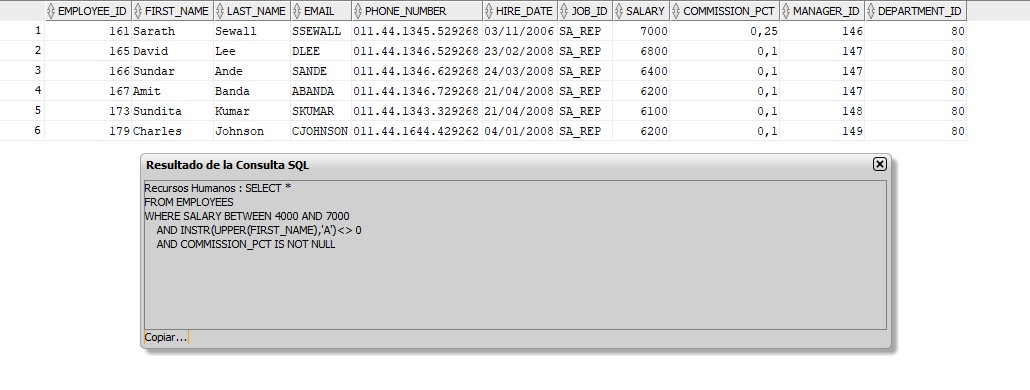 EMPLOYEE_ID FIRST_NAME LAST_NAME EMAIL PHONE_NUMBER HIRE_DATE JOB_ID SALARY COMMISSION_PCT MANAGER_ID DEPARTMENT_ID
1 161 Sarath Sewall SSEWALL 011.44.1345.529268 03/11/2006 SA_REP 7000 0,25 146 80
2 165 David Lee DLEE 011.44.1346.529268 23/02/2008 SA_REP 6800 0,1 147 80
3 166 Sundar Ande SANDE 011.44.1346.629268 24/03/2008 SA_REP 6400 0,1 147 80
4 167 Amit Banda ABANDA 011.44.1346.729268 21/04/2008 SA_REP 6200 0,1 147 80
5 173 Sundita Kumar SKUMAR 011.44.1343.329268 21/04/2008 SA_REP 6100 0,1 148 80
6 179 Charles Johnson CJOHNSON 011.44.1644.429262 04/01/2008 SA_REP 6200 0,1 149 80
Resultado de la Consulta SQL
Recursos Humanos : SELECT *
FROM EMPLOYEES
WHERE SALARY BETWEEN 4000 AND 7000
AND INSTR(UPPER(FIRST_NAME),'A')<> 0
AND COMMISSION_PCT IS NOT NULL
Copiar...